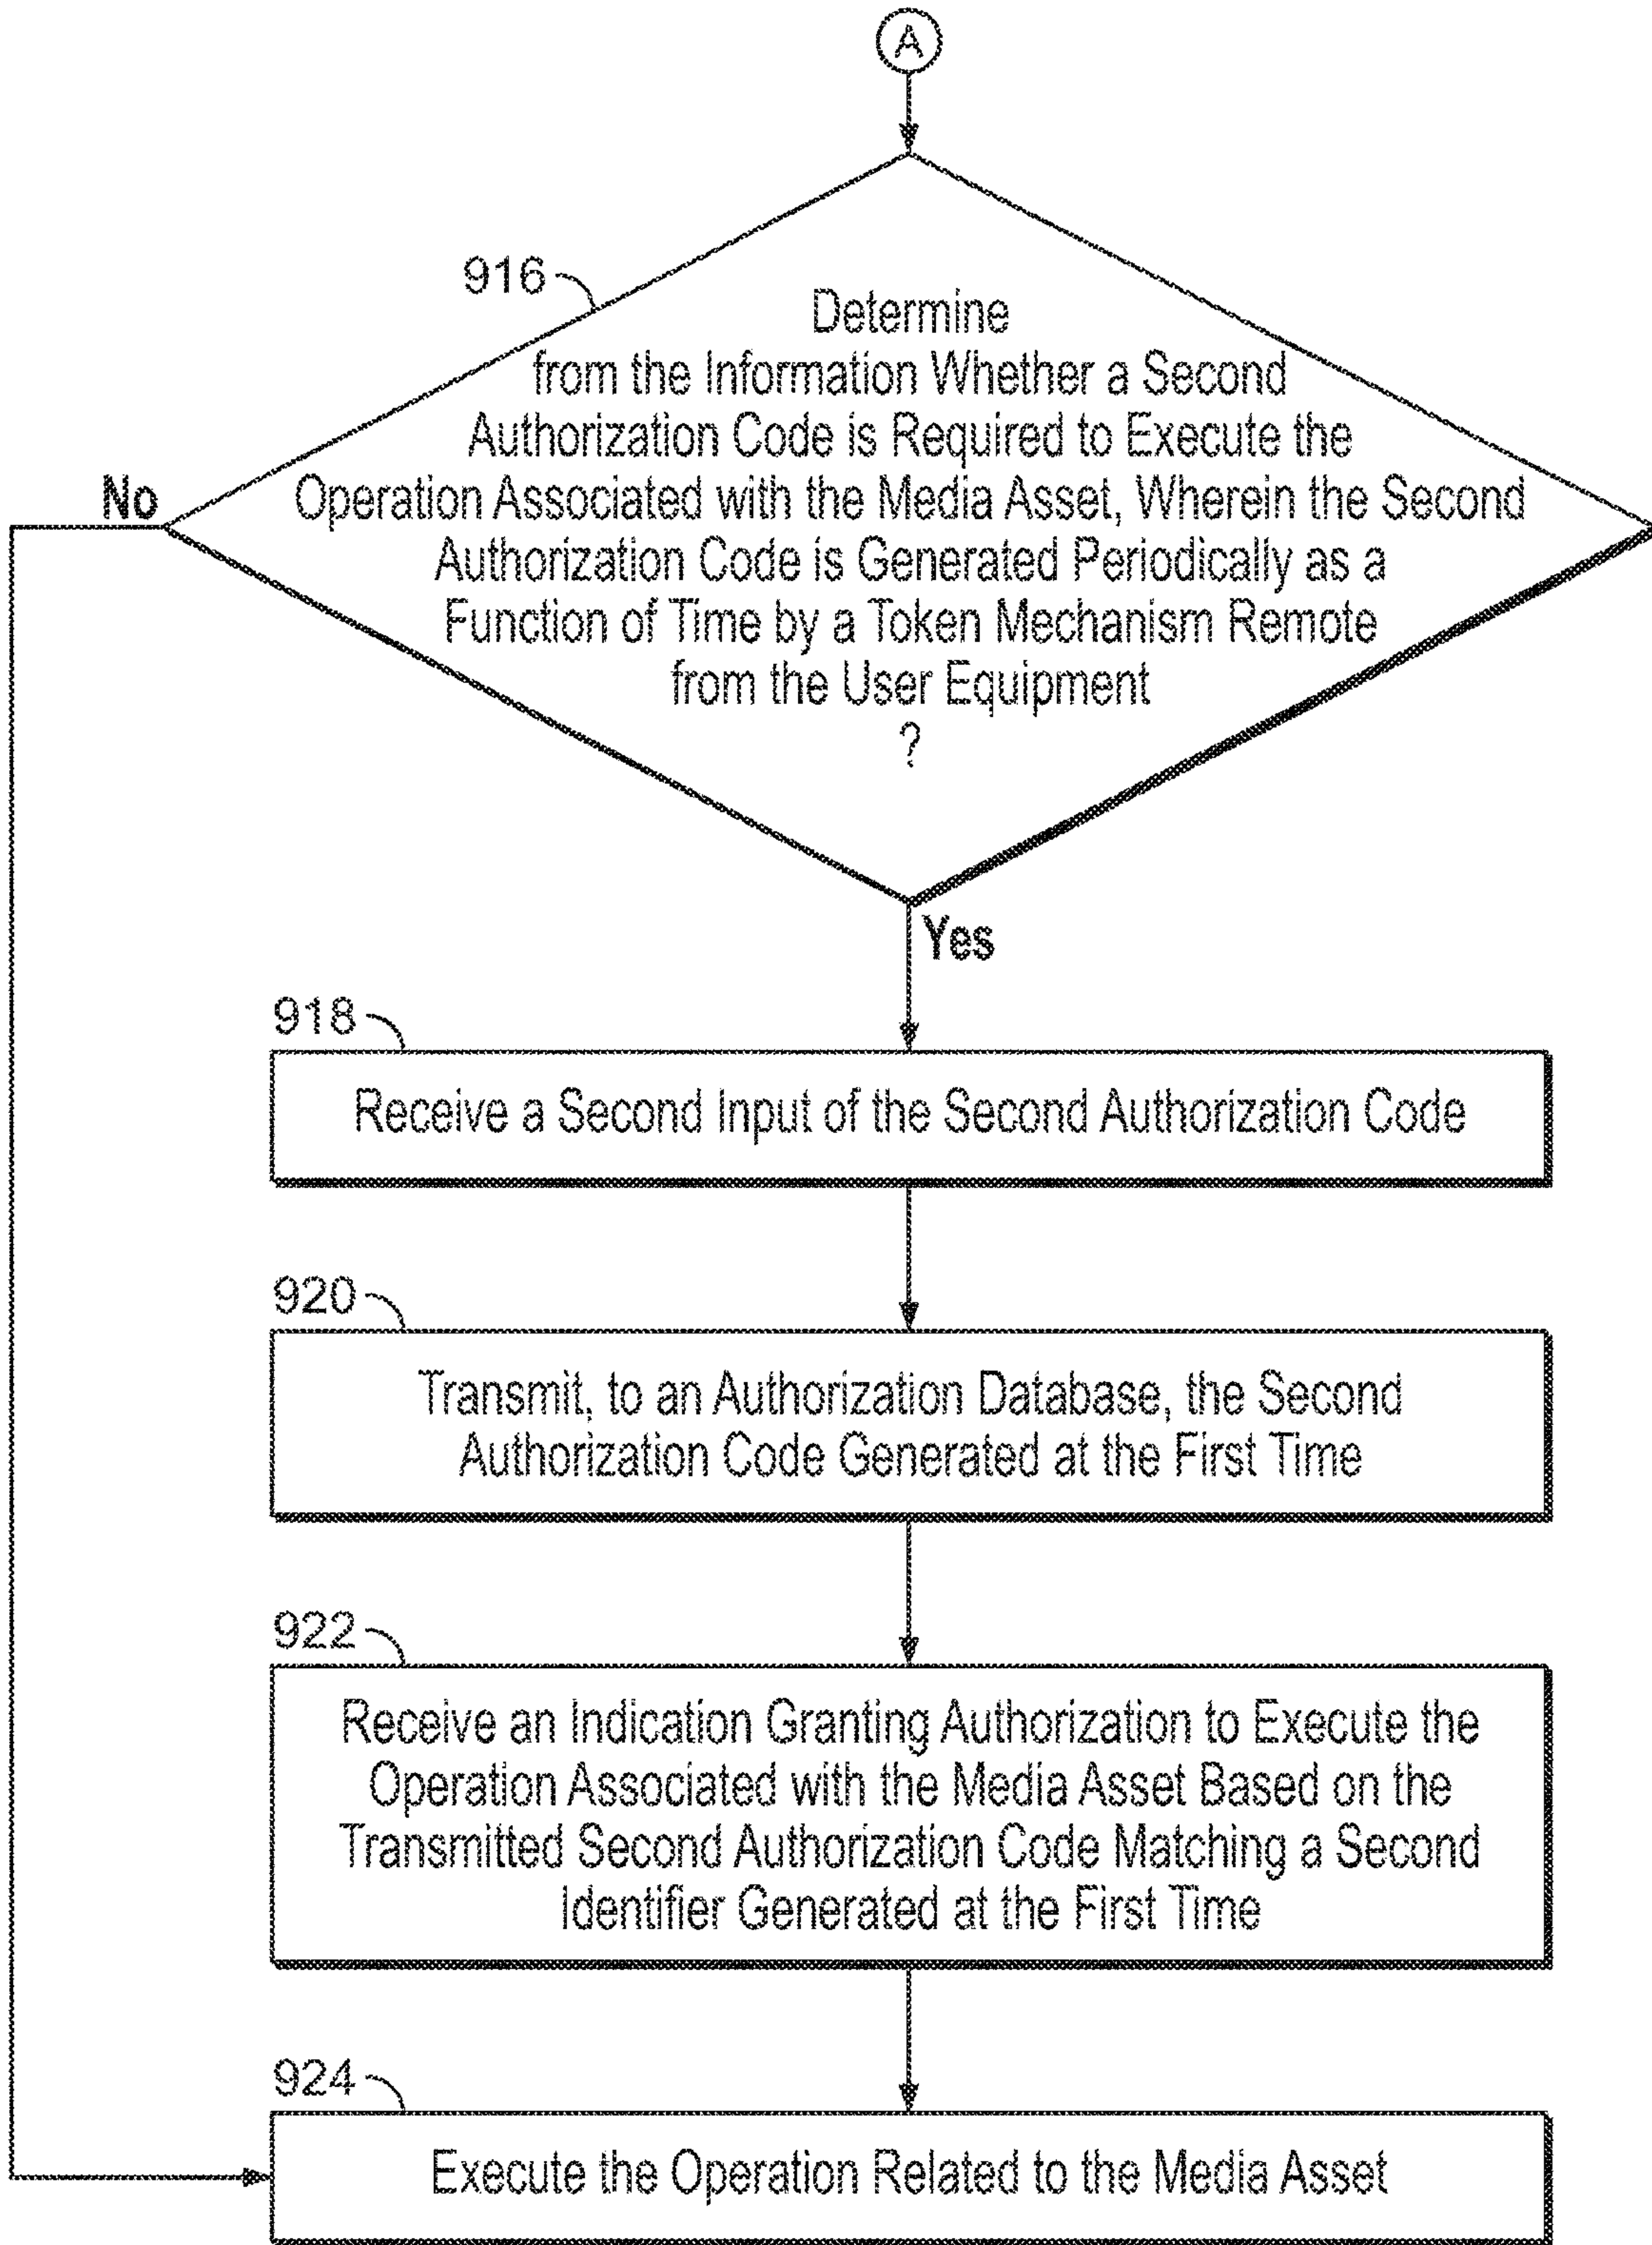 A
916
Determine
from the Information Whether a Second
Authorization Code is Required to Execute the
No
Operation Associated with the Media Asset, Wherein the Second
Authorization Code is Generated Periodically as a
Function of Time by a Token Mechanism Remote
from the User Equipment
?
Yes
918
Receive a Second Input of the Second Authorization Code
920
Transmit, to an Authorization Database, the Second
Authorization Code Generated at the First Time
922
Receive an Indication Granting Authorization to Execute the
Operation Associated with the Media Asset Based on the
Transmitted Second Authorization Code Matching a Second
Identifier Generated at the First Time
924
Execute the Operation Related to the Media Asset